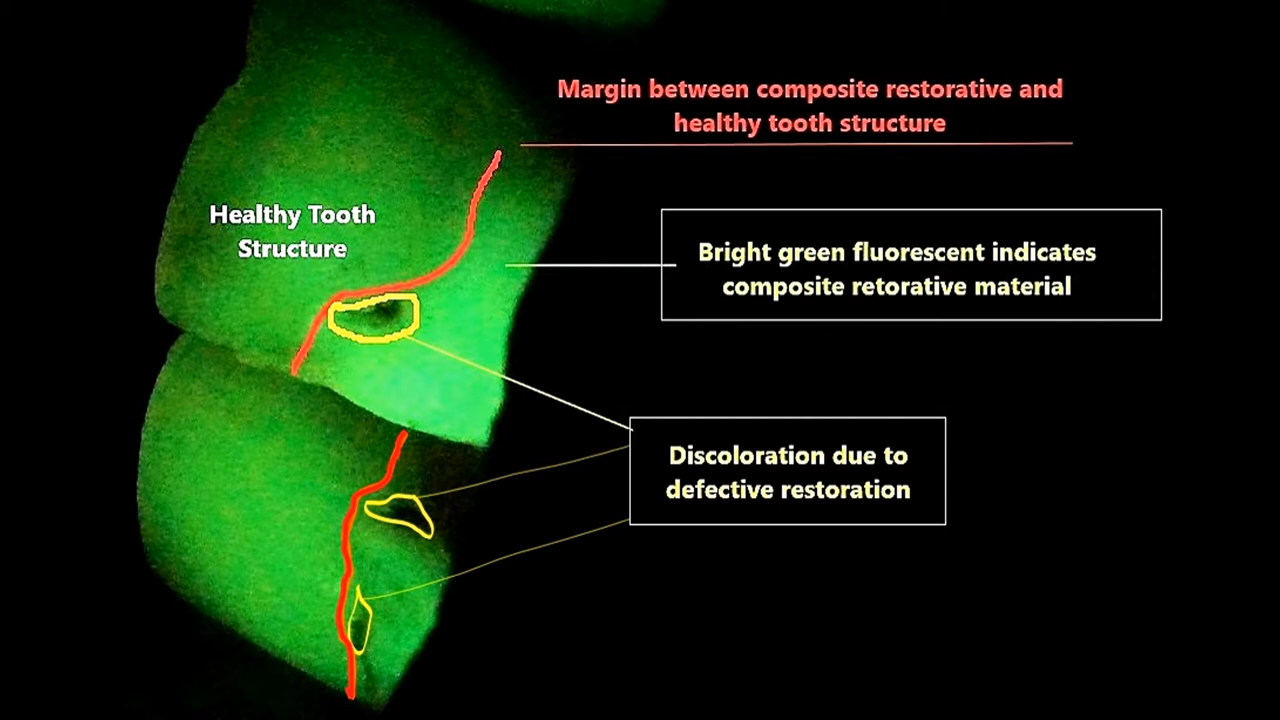 Margin between composite restorative and
healthy tooth structure
Healthy Tooth
Structure
Bright green fluorescent indicates
composite retorative material
Discoloration due to
defective restoration